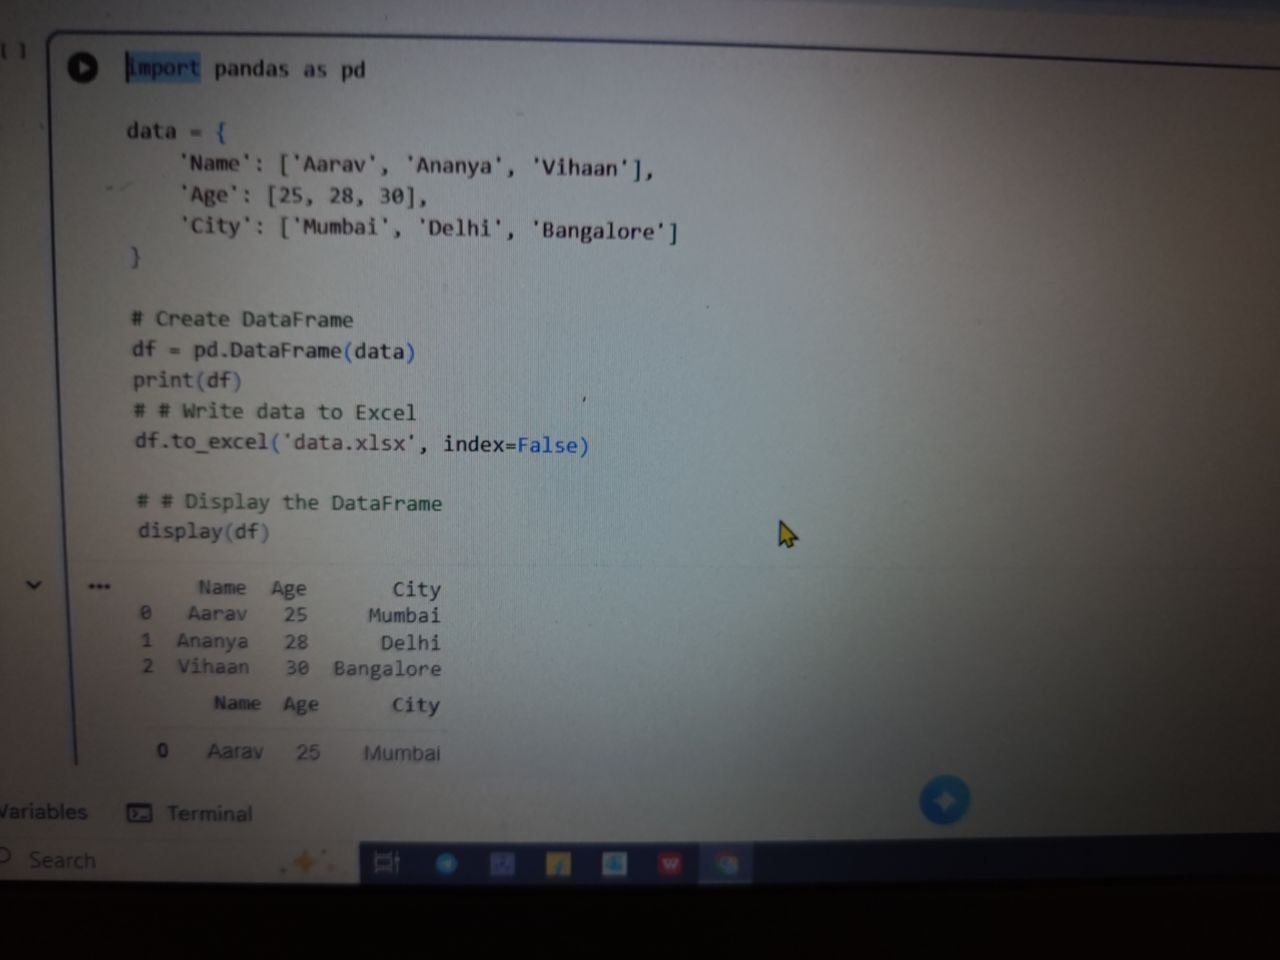 [ ]
import pandas as pd
data = {
    'Name': ['Aarav', 'Ananya', 'Vihaan'],
    'Age': [25, 28, 30],
    'City': ['Mumbai', 'Delhi', 'Bangalore']
}
# Create DataFrame
df = pd.DataFrame(data)
print(df)
# # Write data to Excel
df.to_excel('data.xlsx', index=False)
# # Display the DataFrame
display(df)
Name Age City
0 Aarav 25 Mumbai
1 Ananya 28 Delhi
2 Vihaan 30 Bangalore
Name Age City
0 Aarav 25 Mumbai
Variables Terminal
Search